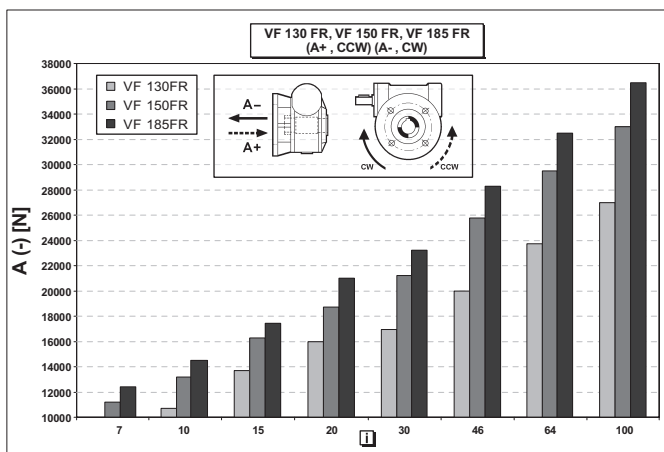 VF 130 FR, VF 150 FR, VF 185 FR
(A+ , CCW) (A- , CW)
38000
36000
34000
32000
30000
28000
26000
24000
22000
20000
18000
16000
14000
12000
10000
A (-) [N]
VF 130FR
VF 150FR
VF 185FR
A–
A+
CW
CCW
7 10 15 20 30 46 64 100
i